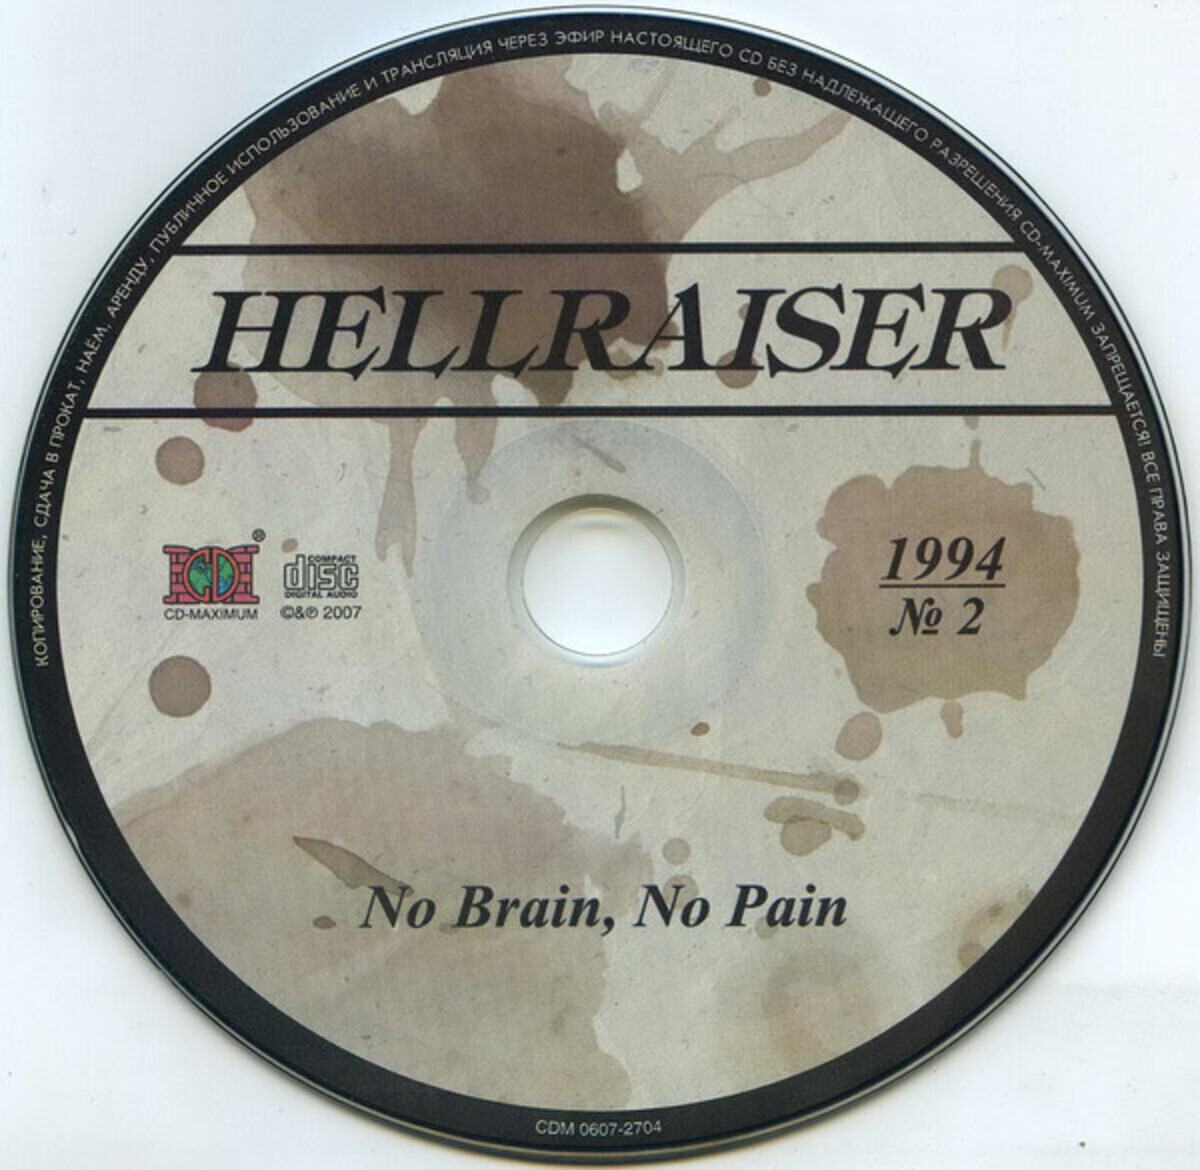 КОПИРОВАНИЕ, СДАЧА В ПРОКАТ, НАЁМ, АРЕНДУ, ПУБЛИЧНОЕ ИСПОЛЬЗОВАНИЕ И ТРАНСЛЯЦИЯ ЧЕРЕЗ ЭФИР НАСТОЯЩЕГО CD БЕЗ НАДЛЕЖАЩЕГО РАЗРЕШЕНИЯ CD-MAXIMUM ЗАПРЕЩАЕТСЯ! ВСЕ ПРАВА ЗАЩИЩЕНЫ
HELLRAISER
CD ®
CD-MAXIMUM
COMPACT
disc
DIGITAL AUDIO
©&℗ 2007
1994
№ 2
No Brain, No Pain
CDM 0607-2704